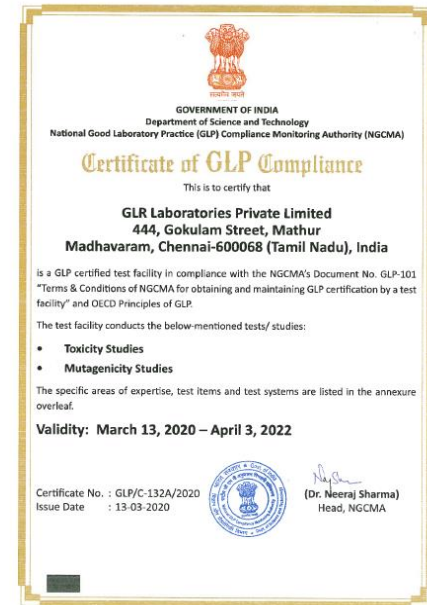 सत्यमेव जयते
GOVERNMENT OF INDIA
Department of Science and Technology
National Good Laboratory Practice (GLP) Compliance Monitoring Authority (NGCMA)
Certificate of GLP Compliance
This is to certify that
GLR Laboratories Private Limited
444, Gokulam Street, Mathur
Madhavaram, Chennai-600068 (Tamil Nadu), India
is a GLP certified test facility in compliance with the NGCMA's Document No. GLP-101
"Terms & Conditions of NGCMA for obtaining and maintaining GLP certification by a test
facility" and OECD Principles of GLP.
The test facility conducts the below-mentioned tests/ studies:
• Toxicity Studies
• Mutagenicity Studies
The specific areas of expertise, test items and test systems are listed in the annexure
overleaf.
Validity: March 13, 2020 – April 3, 2022
Certificate No. : GLP/C-132A/2020
Issue Date : 13-03-2020
(Dr. Neeraj Sharma)
Head, NGCMA